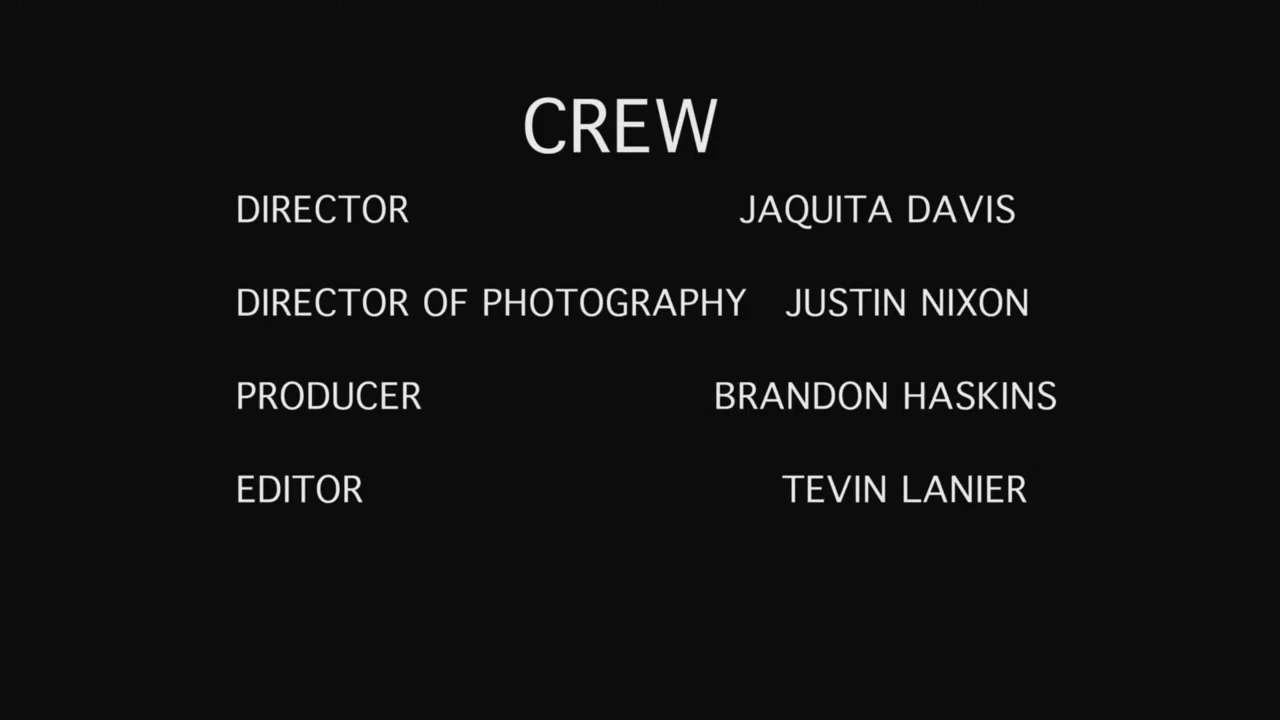 CREW
DIRECTOR JAQUITA DAVIS
DIRECTOR OF PHOTOGRAPHY JUSTIN NIXON
PRODUCER BRANDON HASKINS
EDITOR TEVIN LANIER